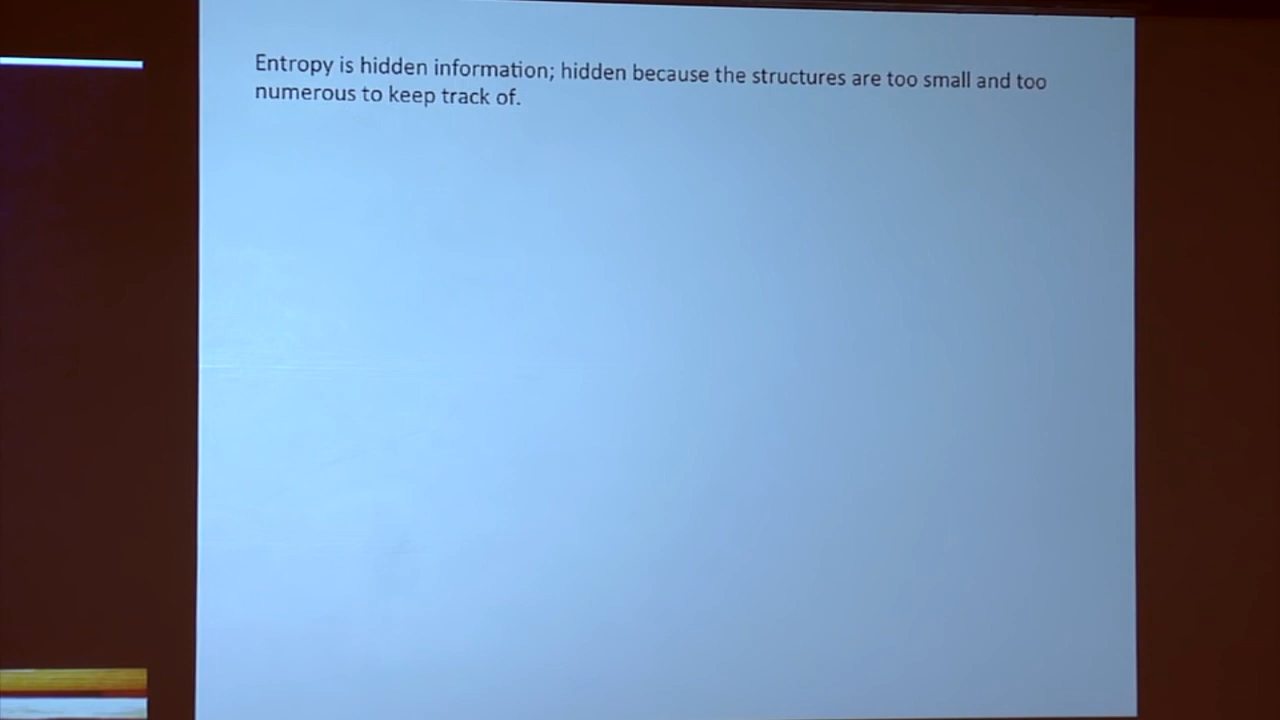 Entropy is hidden information; hidden because the structures are too small and too
numerous to keep track of.